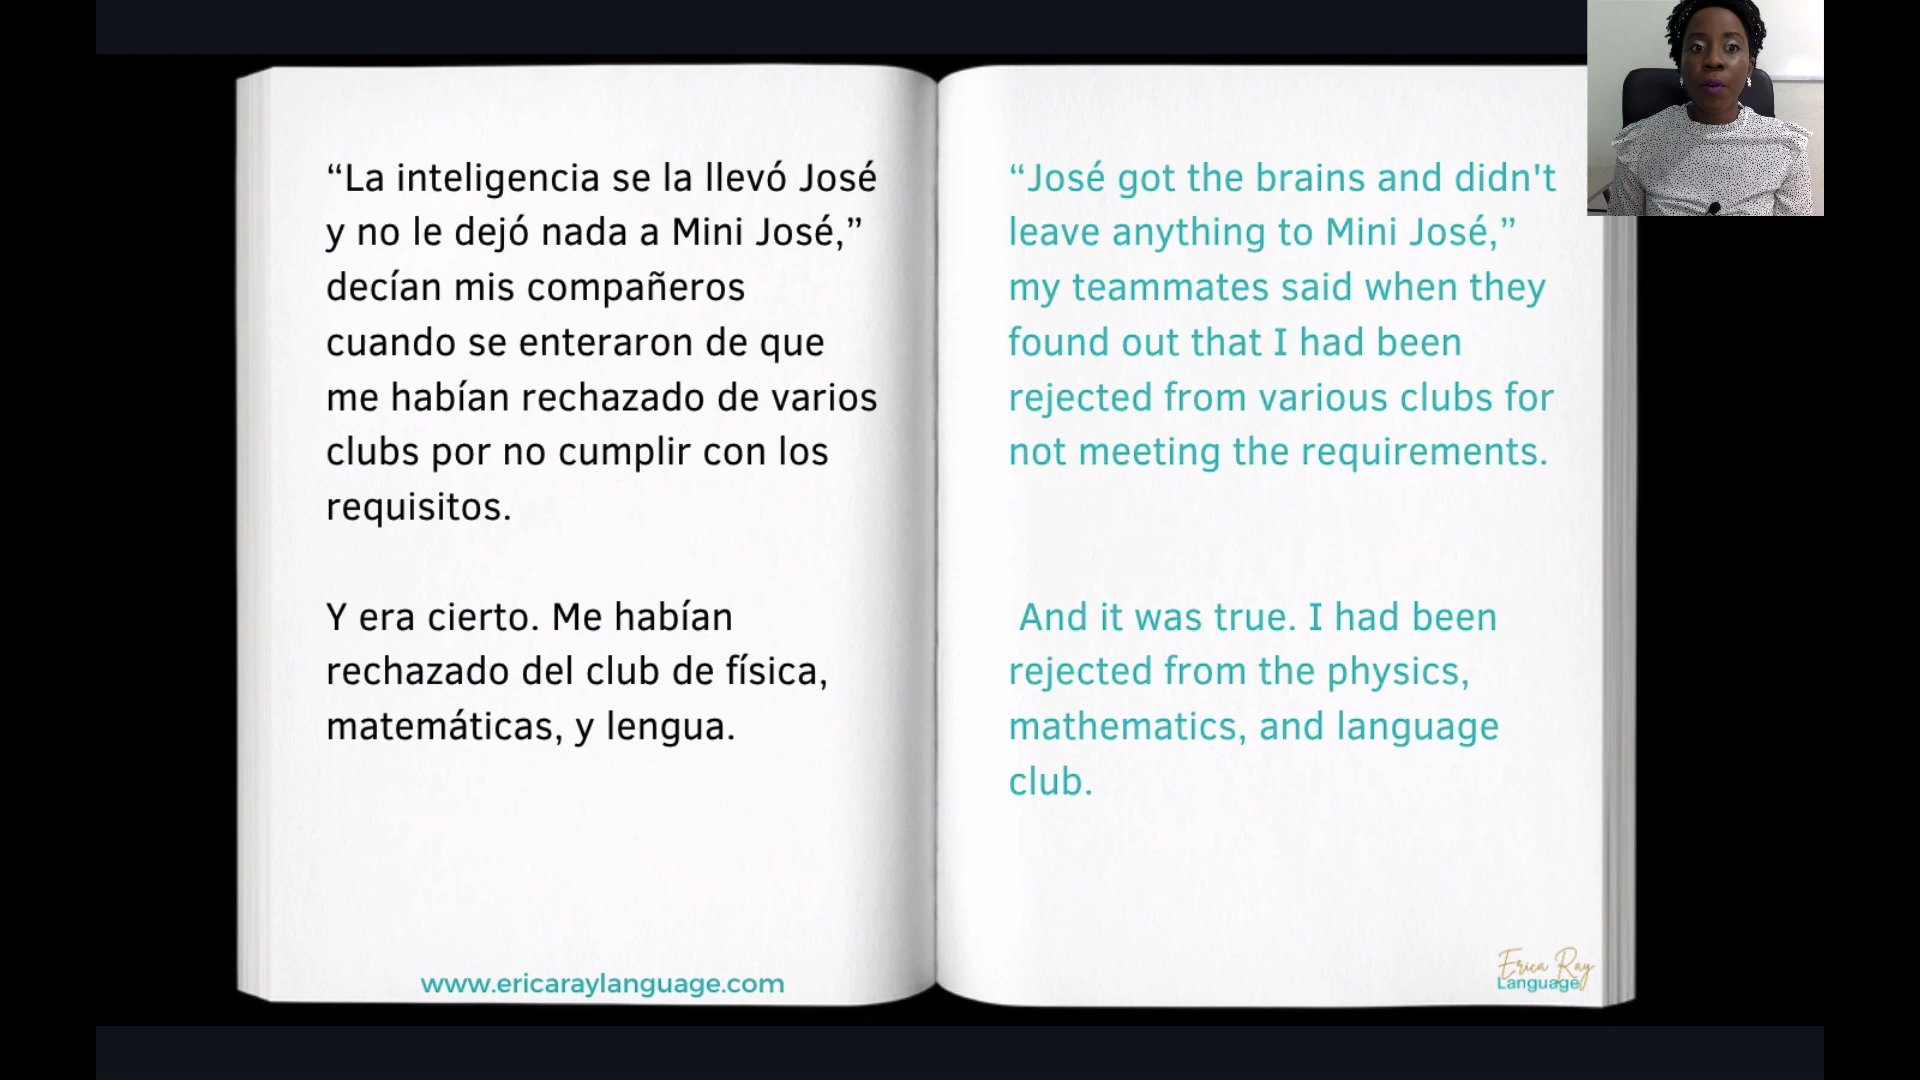 “La inteligencia se la llevó José
y no le dejó nada a Mini José,”
decían mis compañeros
cuando se enteraron de que
me habían rechazado de varios
clubs por no cumplir con los
requisitos.
Y era cierto. Me habían
rechazado del club de física,
matemáticas, y lengua.
www.ericaraylanguage.com
“José got the brains and didn't
leave anything to Mini José,”
my teammates said when they
found out that I had been
rejected from various clubs for
not meeting the requirements.
And it was true. I had been
rejected from the physics,
mathematics, and language
club.
Erica Ray
Language